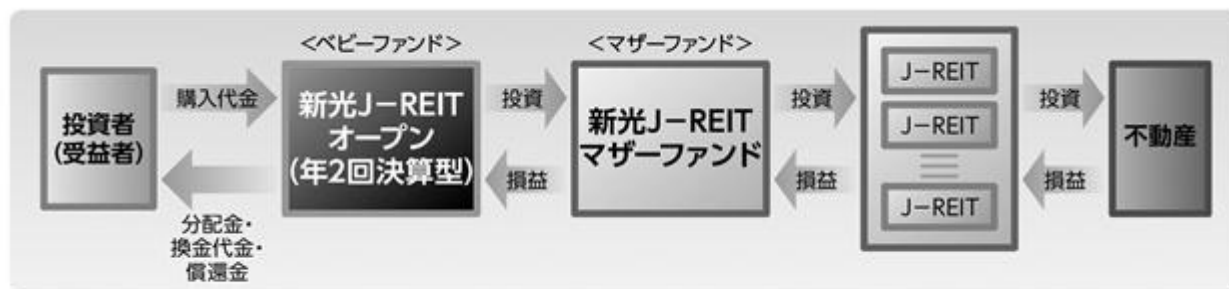 <ベビーファンド>
<マザーファンド>
投資者
(受益者)
購入代金
分配金・
換金代金・
償還金
新光J-REIT
オープン
(年2回決算型)
投資
損益
新光J-REIT
マザーファンド
投資
損益
J-REIT
J-REIT
J-REIT
投資
損益
不動産